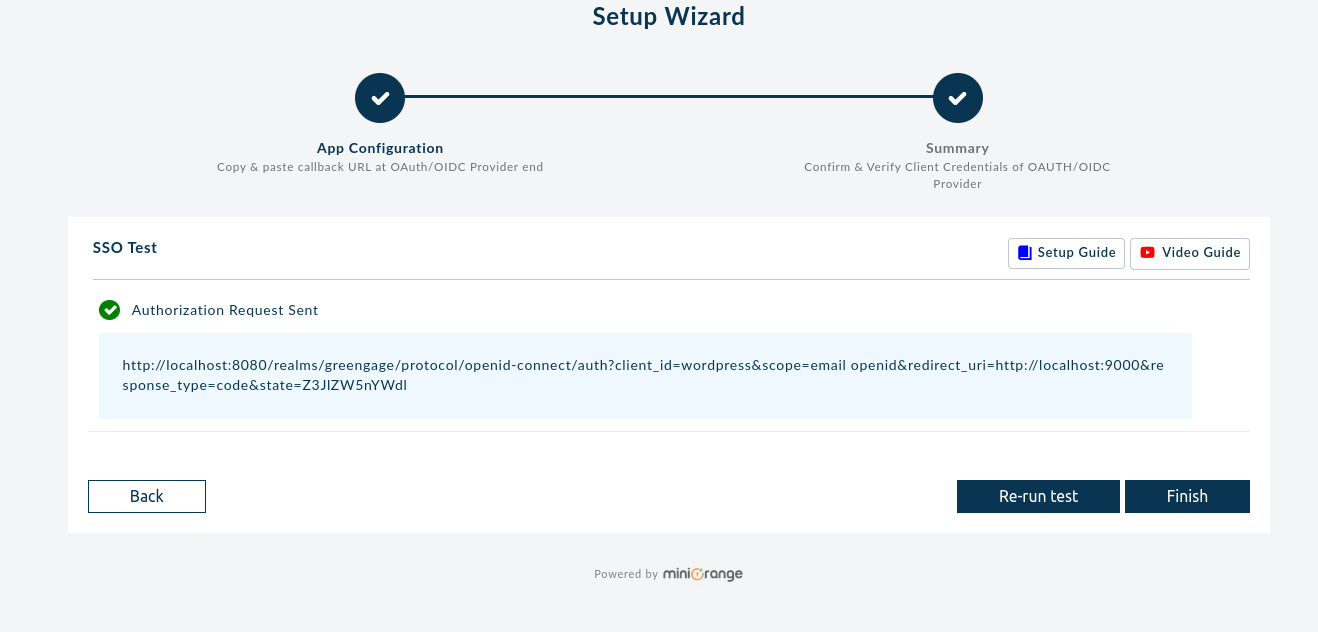 Setup Wizard
App Configuration
Copy & paste callback URL at OAuth/OIDC Provider end
Summary
Confirm & Verify Client Credentials of OAUTH/OIDC
Provider
SSO Test
Setup Guide
Video Guide
Authorization Request Sent
http://localhost:8080/realms/greengage/protocol/openid-connect/auth?client_id=wordpress&scope=email openid&redirect_uri=http://localhost:9000&re
sponse_type=code&state=Z3JlZW5nYWdl
Back
Re-run test
Finish
Powered by miniOrange